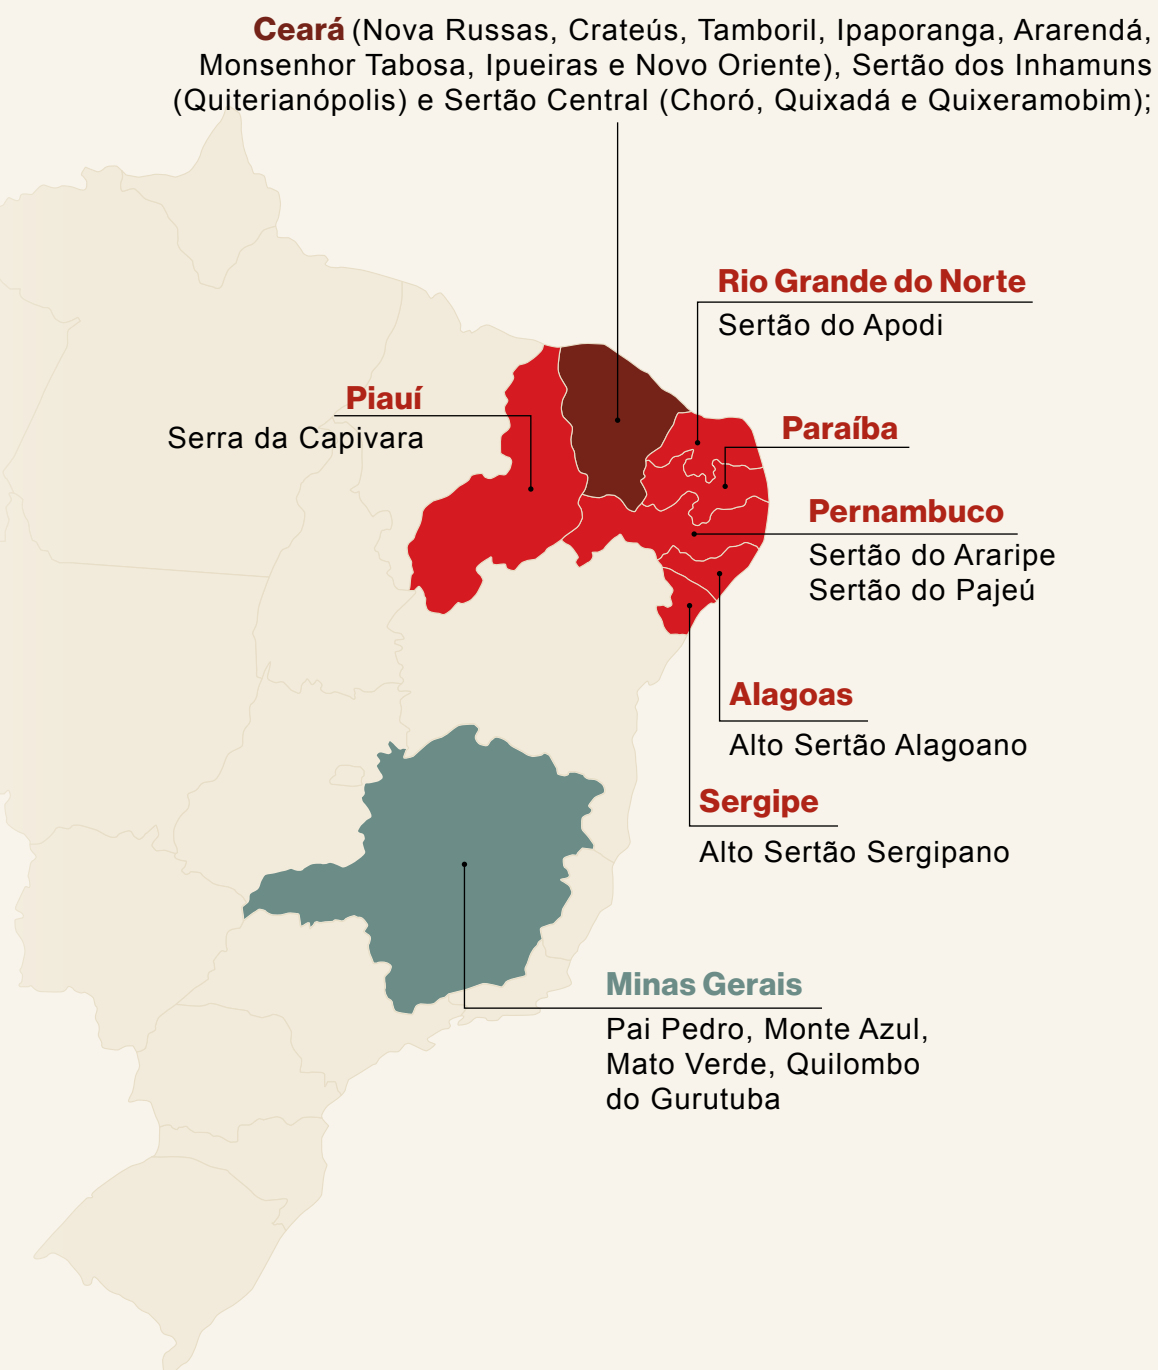 Ceará (Nova Russas, Crateús, Tamboril, Ipaporanga, Ararendá,
Monsenhor Tabosa, Ipueiras e Novo Oriente), Sertão dos Inhamuns
(Quiterianópolis) e Sertão Central (Choró, Quixadá e Quixeramobim);
Rio Grande do Norte
Sertão do Apodi
Piauí
Serra da Capivara
Paraíba
Pernambuco
Sertão do Araripe
Sertão do Pajeú
Alagoas
Alto Sertão Alagoano
Sergipe
Alto Sertão Sergipano
Minas Gerais
Pai Pedro, Monte Azul,
Mato Verde, Quilombo
do Gurutuba